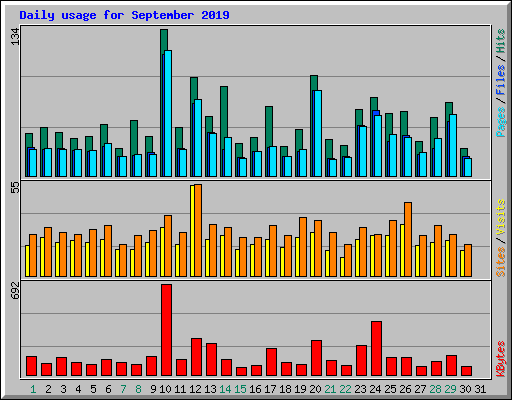 Daily usage for September 2019
134
55
692
Pages / Files / Hits
Sites / Visits
KBytes
1 2 3 4 5 6 7 8 9 10 11 12 13 14 15 16 17 18 19 20 21 22 23 24 25 26 27 28 29 30 31